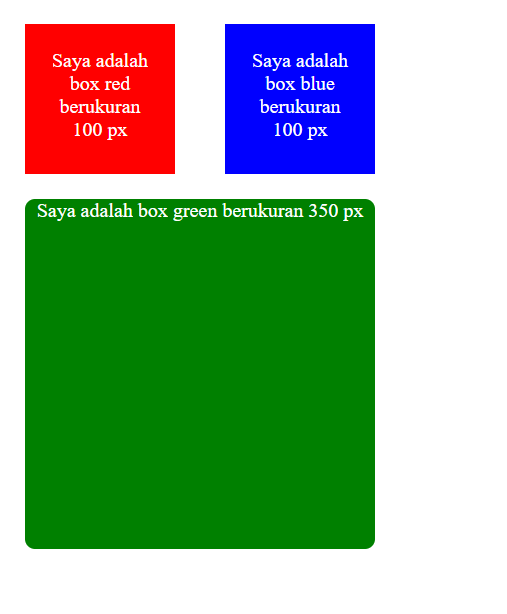 Saya adalah
box red
berukuran
100 px
Saya adalah
box blue
berukuran
100 px
Saya adalah box green berukuran 350 px